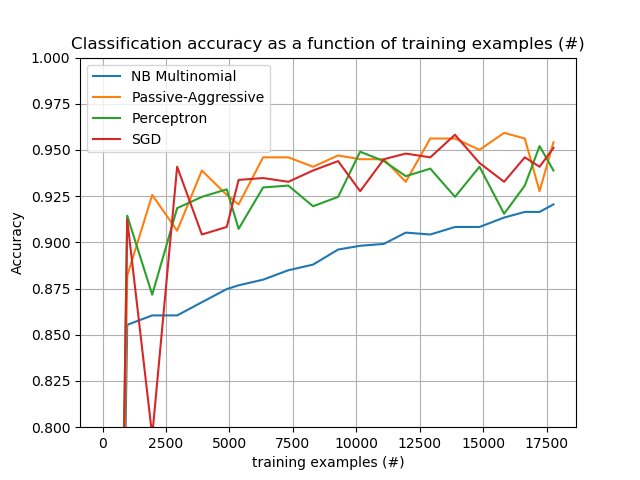 Classification accuracy as a function of training examples (#)
1.000
0.975
0.950
0.925
0.900
0.875
0.850
0.825
0.800
Accuracy
NB Multinomial
Passive-Aggressive
Perceptron
SGD
0 2500 5000 7500 10000 12500 15000 17500
training examples (#)